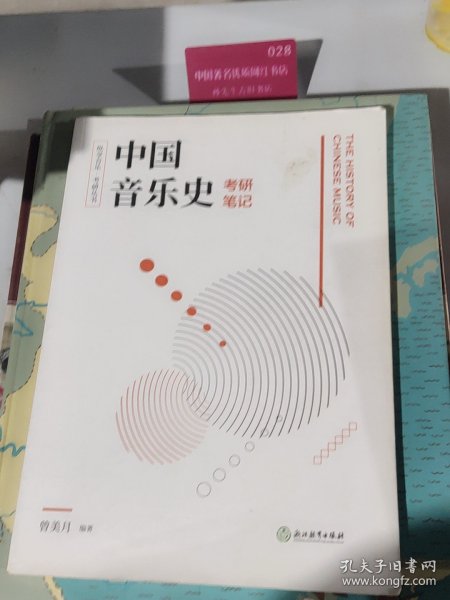 028
中国著名优质网红书店
中国
音乐史
考研
笔记
THE HISTORY OF
CHINESE MUSIC
曾美月 编著
浙江教育出版社
孔夫子旧书网
www.kongfz.com